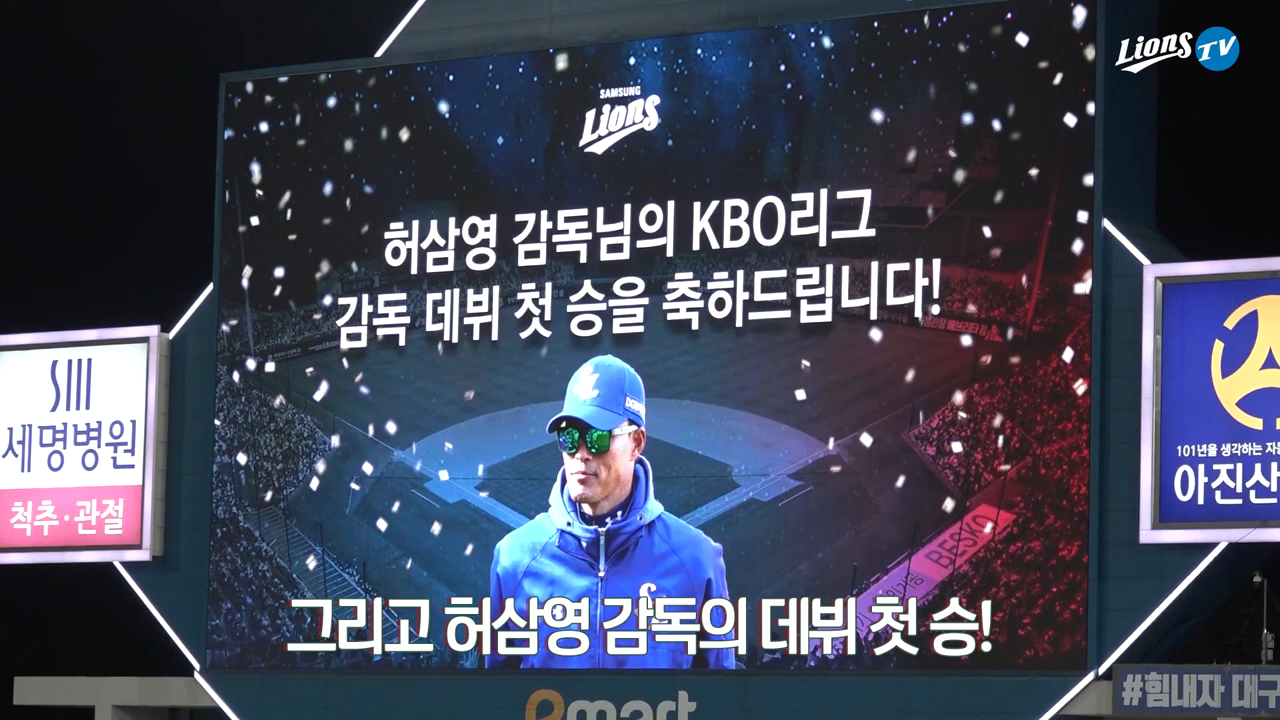 Lions TV
SAMSUNG
Lions
허삼영 감독님의 KBO리그
감독 데뷔 첫 승을 축하드립니다!
세명병원
척추·관절
101년을 생각하는
아진산
BESKO
그리고 허삼영 감독의 데뷔 첫 승!
emart
#힘내자 대구